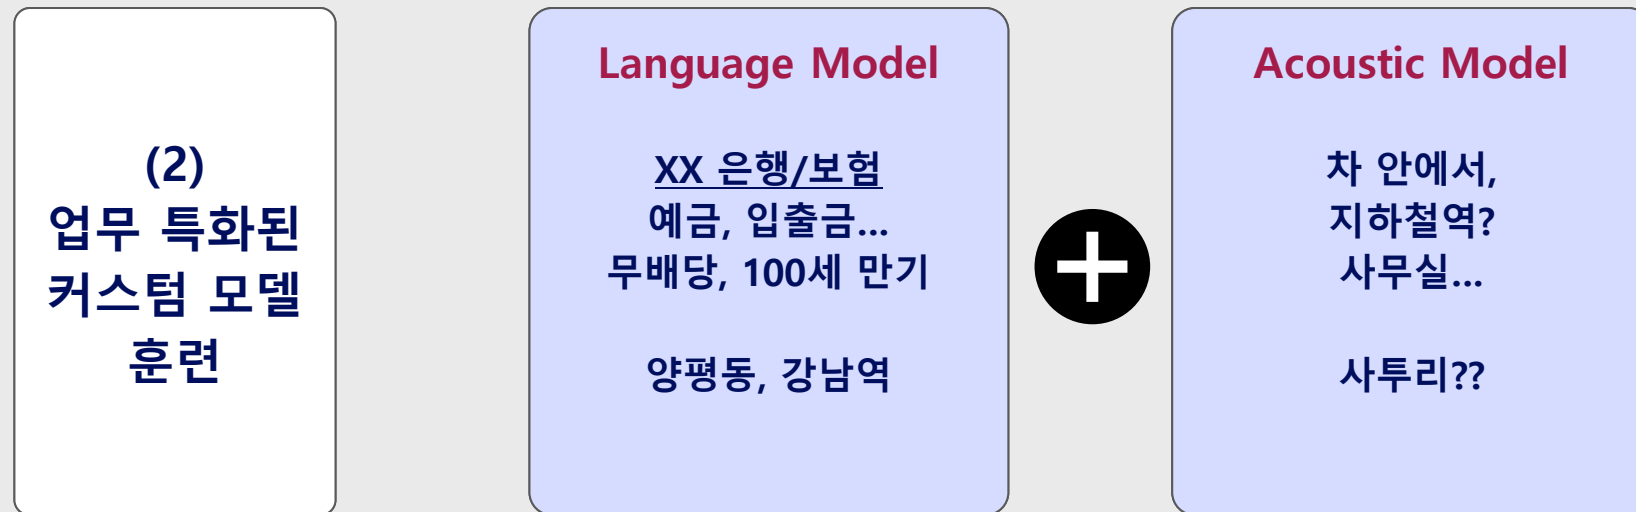 (2)
업무 특화된
커스텀 모델
훈련
Language Model
XX 은행/보험
예금, 입출금...
무배당, 100세 만기
양평동, 강남역
Acoustic Model
차 안에서,
지하철역?
사무실...
사투리??